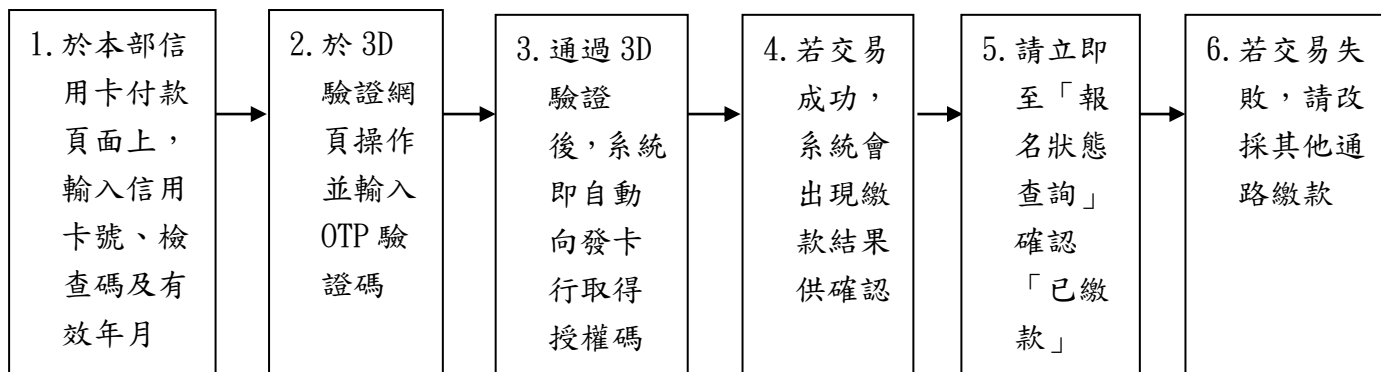 1.於本部信
用卡付款
頁面上，
輸入信用
卡號、檢
查碼及有
效年月
2.於 3D
驗證網
頁操作
並輸入
OTP 驗
證碼
3.通過 3D
驗證
後，系統
即自動
向發卡
行取得
授權碼
4.若交易
成功，
系統會
出現繳
款結果
供確認
5.請立即
至「報
名狀態
查詢」
確認
「已繳
款」
6.若交易失
敗，請改
採其他通
路繳款